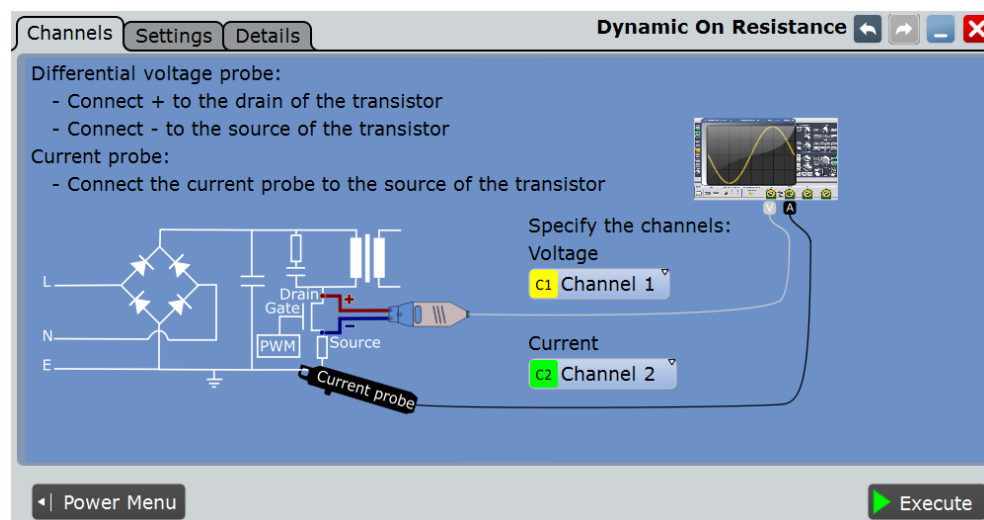 Channels Settings Details Dynamic On Resistance
Differential voltage probe:
- Connect + to the drain of the transistor
- Connect - to the source of the transistor
Current probe:
- Connect the current probe to the source of the transistor
V A
Specify the channels:
Voltage
C1 Channel 1
L
Drain +
Gate
N
PWM
Source
-
Current
E
C2 Channel 2
Current probe
Power Menu
Execute